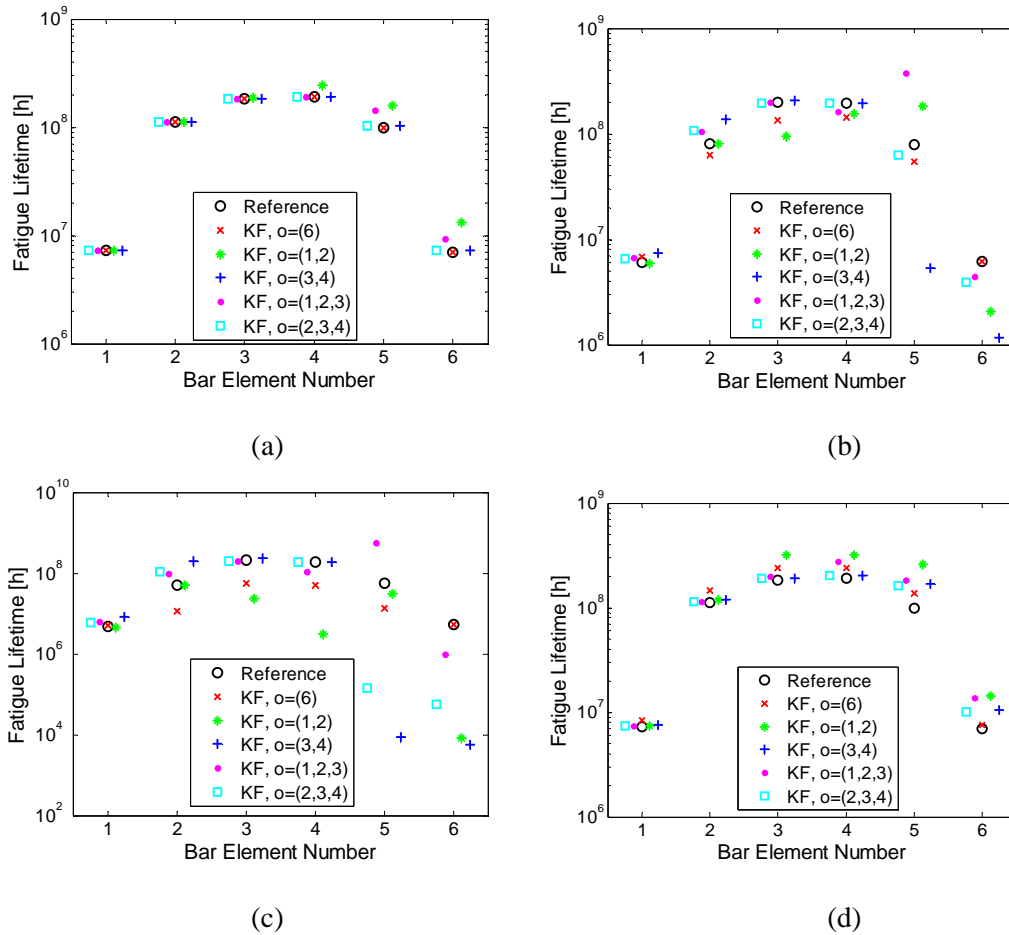 10^9
10^8
10^7
10^6
Fatigue Lifetime [h]
Reference
KF, o=(6)
KF, o=(1,2)
KF, o=(3,4)
KF, o=(1,2,3)
KF, o=(2,3,4)
1 2 3 4 5 6
Bar Element Number
(a)
10^9
10^8
10^7
10^6
Fatigue Lifetime [h]
Reference
KF, o=(6)
KF, o=(1,2)
KF, o=(3,4)
KF, o=(1,2,3)
KF, o=(2,3,4)
1 2 3 4 5 6
Bar Element Number
(b)
10^10
10^8
10^6
10^4
10^2
Fatigue Lifetime [h]
Reference
KF, o=(6)
KF, o=(1,2)
KF, o=(3,4)
KF, o=(1,2,3)
KF, o=(2,3,4)
1 2 3 4 5 6
Bar Element Number
(c)
10^9
10^8
10^7
10^6
Fatigue Lifetime [h]
Reference
KF, o=(6)
KF, o=(1,2)
KF, o=(3,4)
KF, o=(1,2,3)
KF, o=(2,3,4)
1 2 3 4 5 6
Bar Element Number
(d)